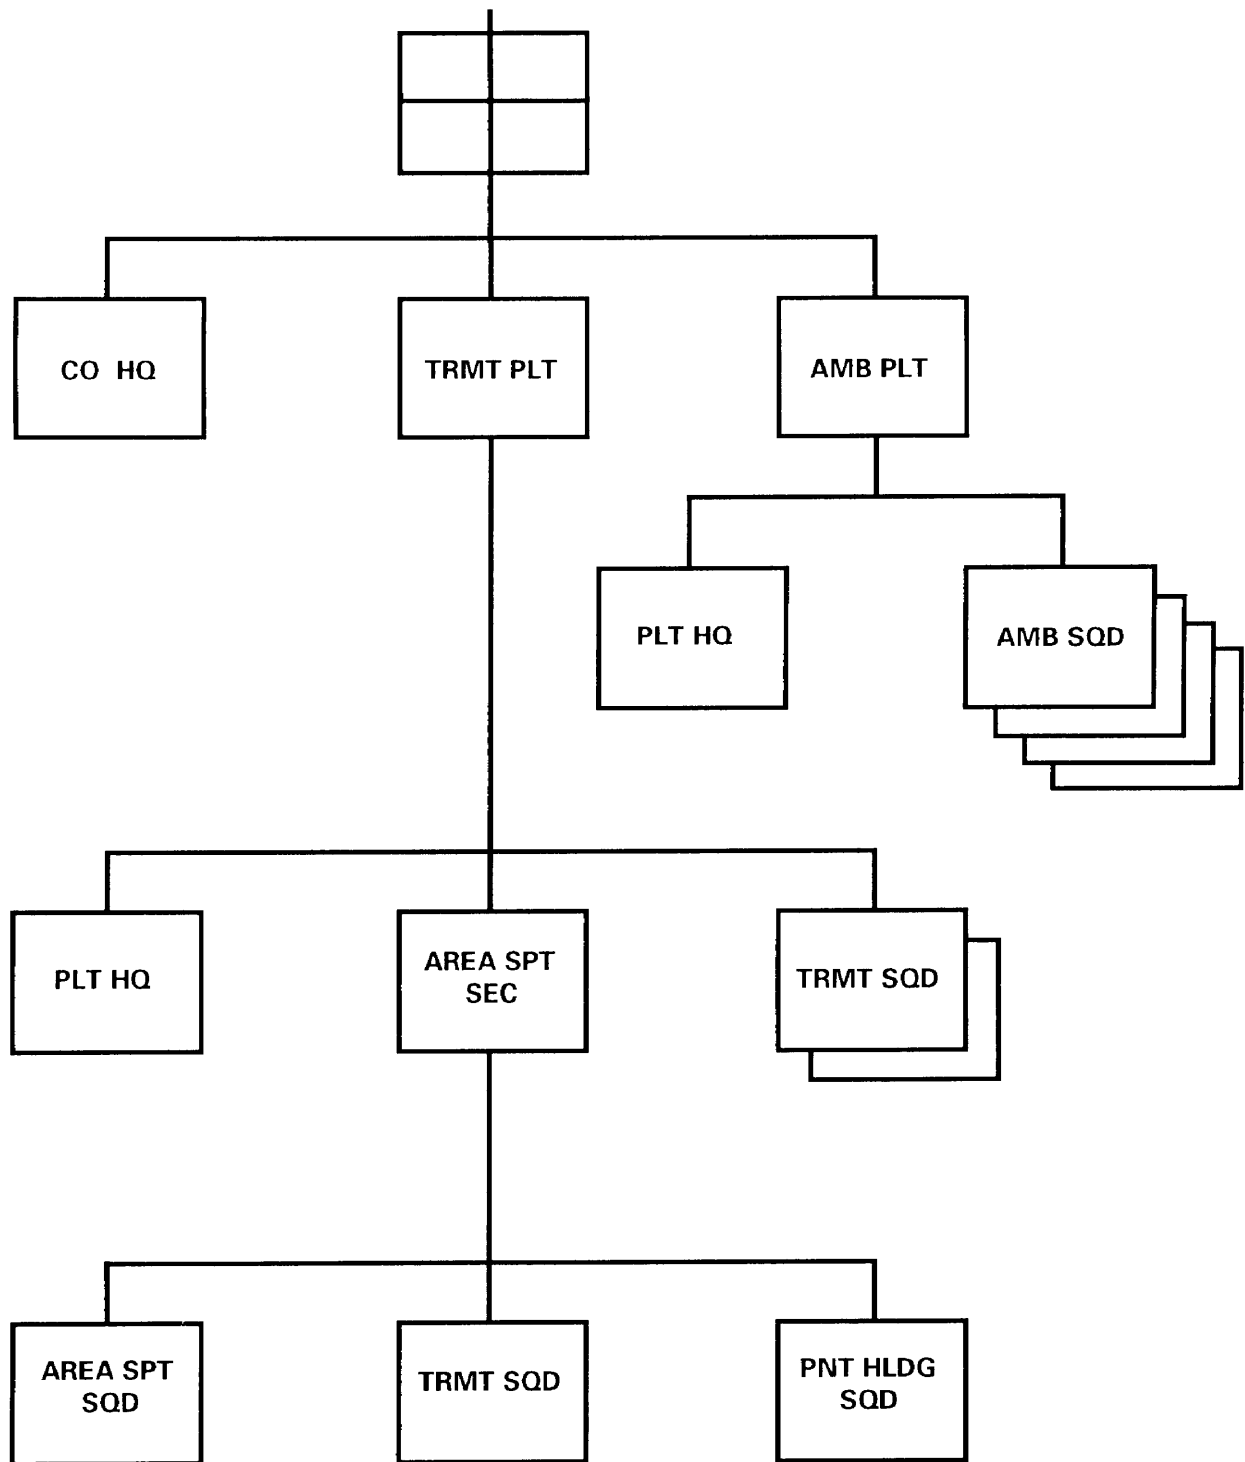 CO HQ
TRMT PLT
AMB PLT
PLT HQ
AMB SQD
PLT HQ
AREA SPT
SEC
TRMT SQD
AREA SPT
SQD
TRMT SQD
PNT HLDG
SQD